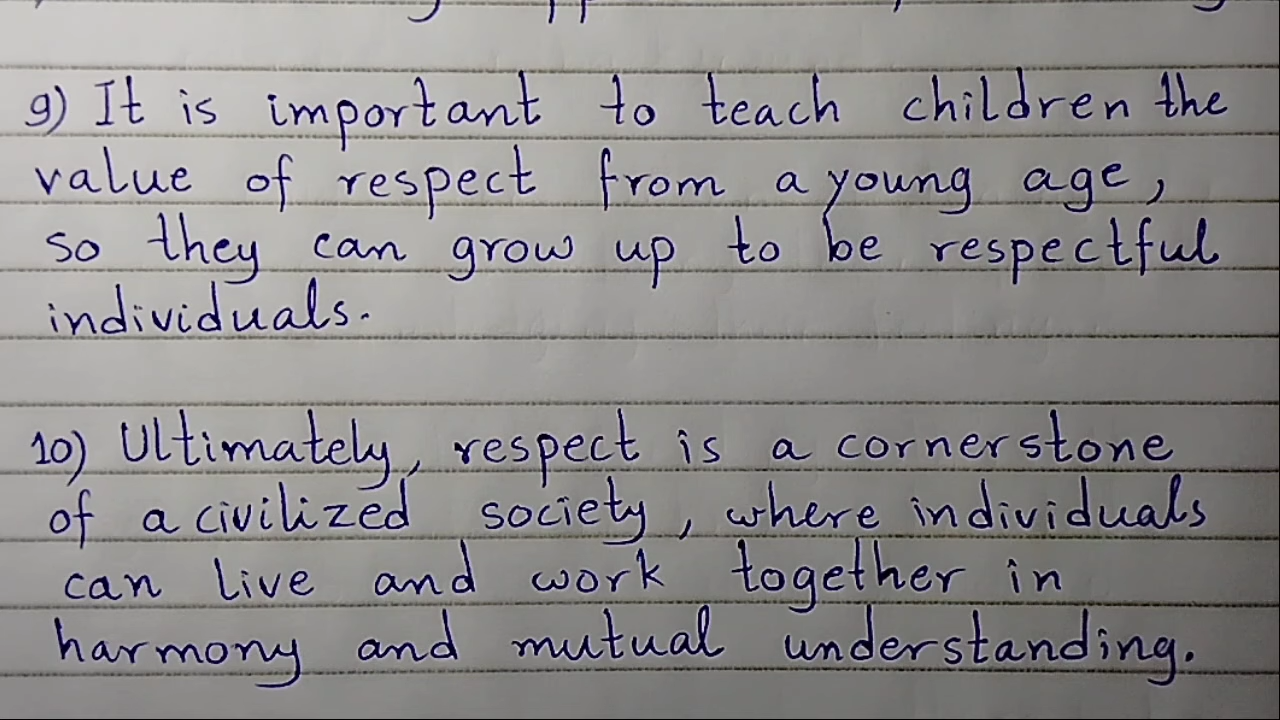 9) It is important to teach children the
value of respect from a young age,
so they can grow up to be respectful
individuals.
10) Ultimately, respect is a cornerstone
of a civilized society, where individuals
can live and work together in
harmony and mutual understanding.